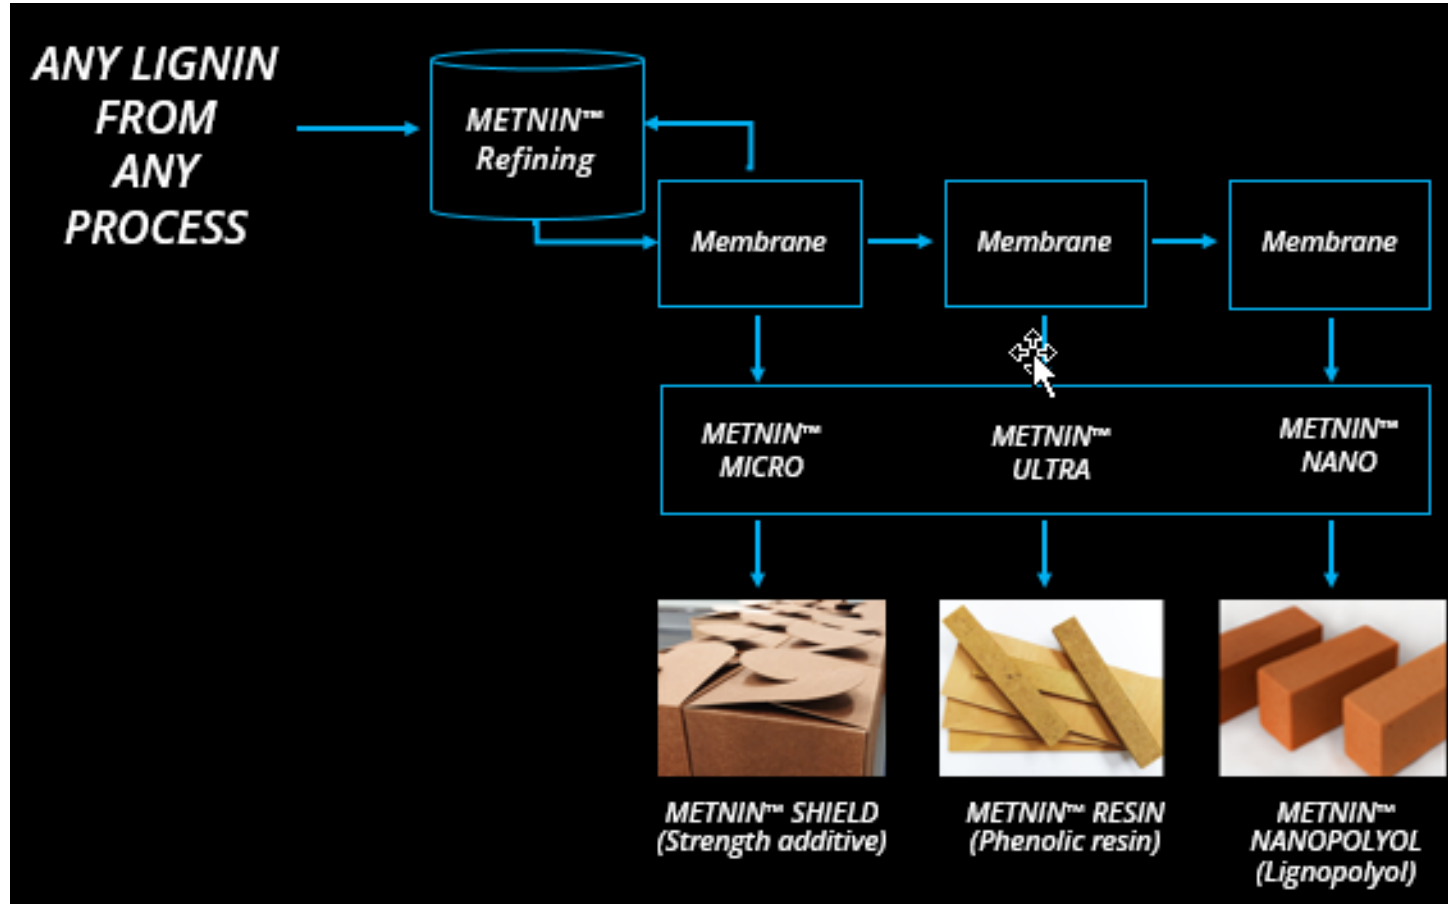 ANY LIGNIN
FROM
ANY
PROCESS
METNIN™
Refining
Membrane
Membrane
Membrane
METNIN™
MICRO
METNIN™
ULTRA
METNIN™
NANO
METNIN™ SHIELD
(Strength additive)
METNIN™ RESIN
(Phenolic resin)
METNIN™
NANOPOLYOL
(Lignopolyol)